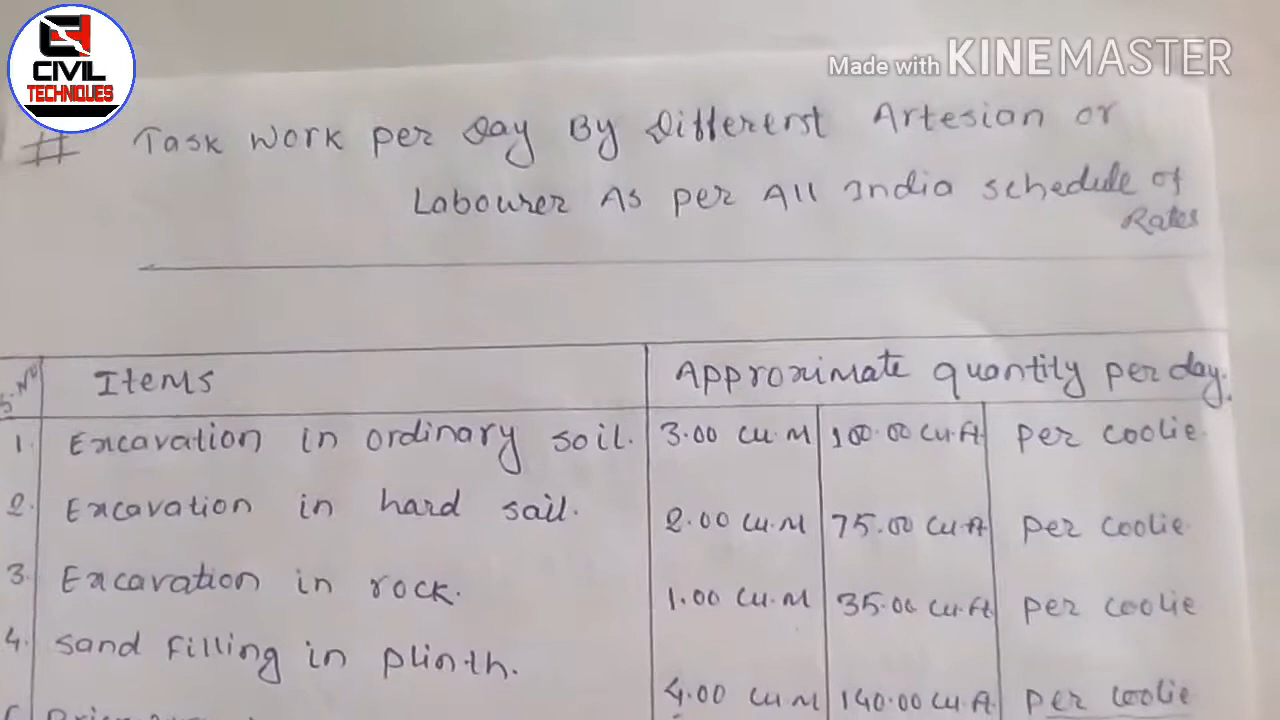 CIVIL
TECHNIQUES
Made with KINEMASTER
# Task work per Day By Different Artesian or
Labourer As per All India schedule of
Rates
S.No Items Approximate quantity per day.
1. Excavation in ordinary soil. 3.00 cu.M 100.00 cu.ft per coolie.
2. Excavation in hard sail. 2.00 cu.M 75.00 cu.ft per coolie
3. Excavation in rock. 1.00 cu.M 35.00 cu.ft per coolie
4. Sand Filling in plinth. 4.00 cu.M 140.00 cu.ft per coolie